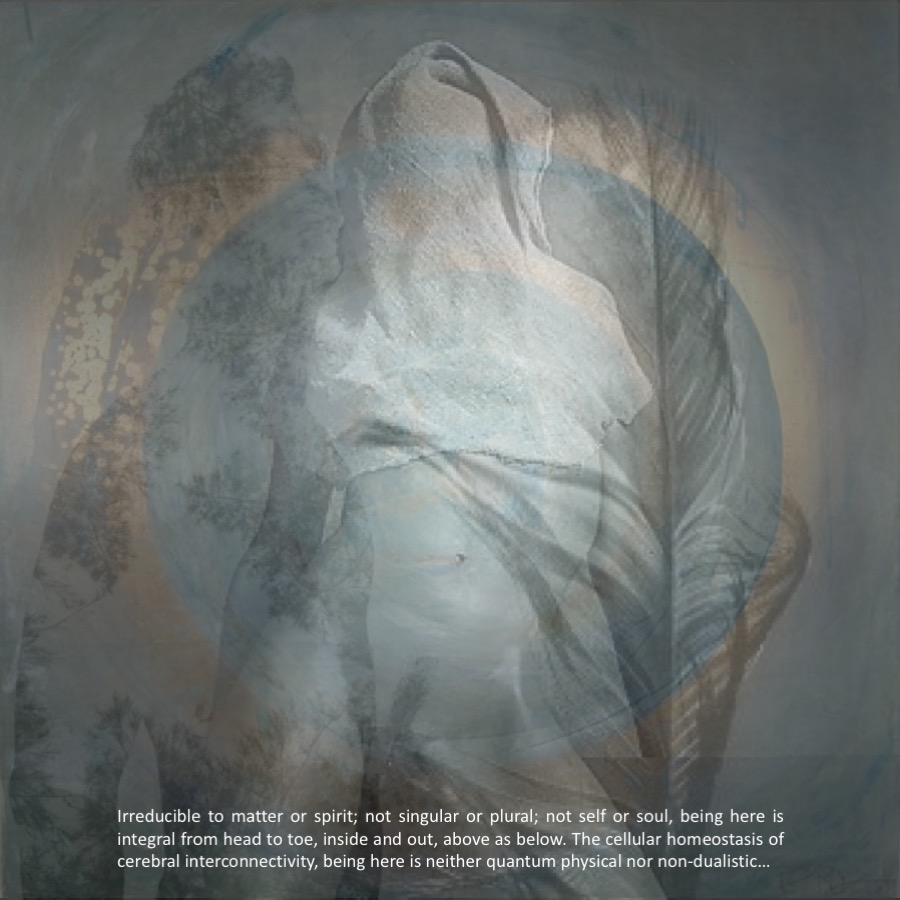 Irreducible to matter or spirit; not singular or plural; not self or soul, being here is
integral from head to toe, inside and out, above as below. The cellular homeostasis of
cerebral interconnectivity, being here is neither quantum physical nor non-dualistic...